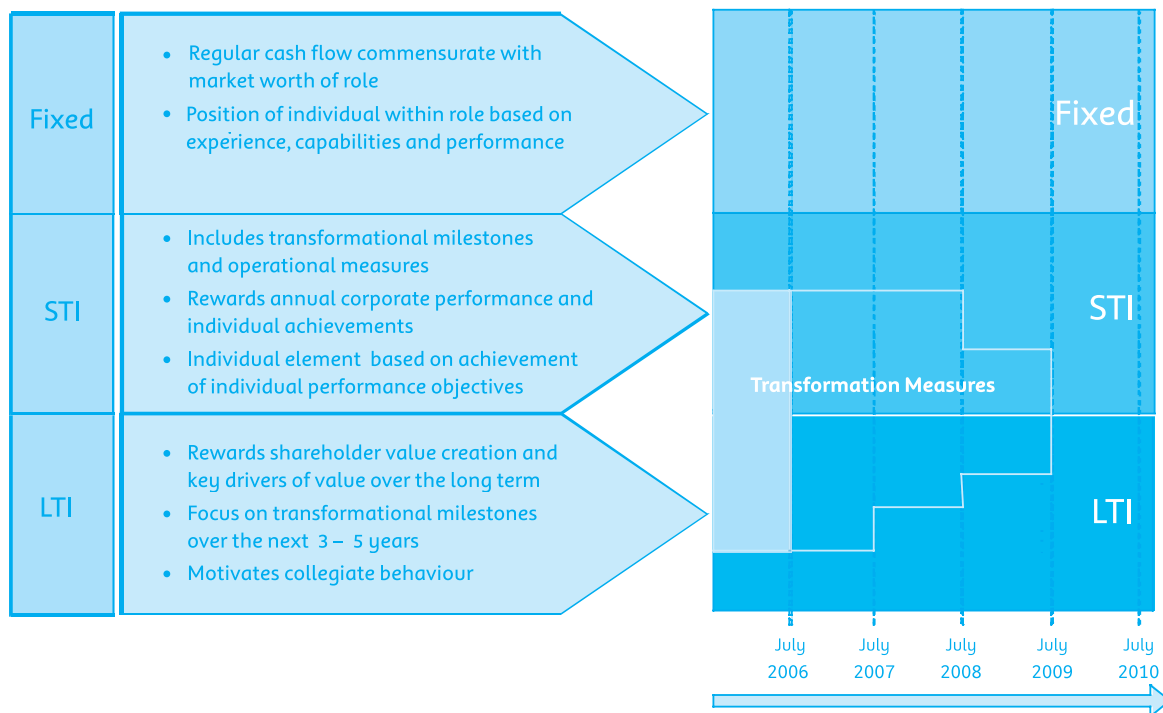 Fixed
• Regular cash flow commensurate with
market worth of role
• Position of individual within role based on
experience, capabilities and performance
STI
• Includes transformational milestones
and operational measures
• Rewards annual corporate performance and
individual achievements
• Individual element based on achievement
of individual performance objectives
LTI
• Rewards shareholder value creation and
key drivers of value over the long term
• Focus on transformational milestones
over the next 3 – 5 years
• Motivates collegiate behaviour
Fixed
STI
Transformation Measures
LTI
July July July July July
2006 2007 2008 2009 2010